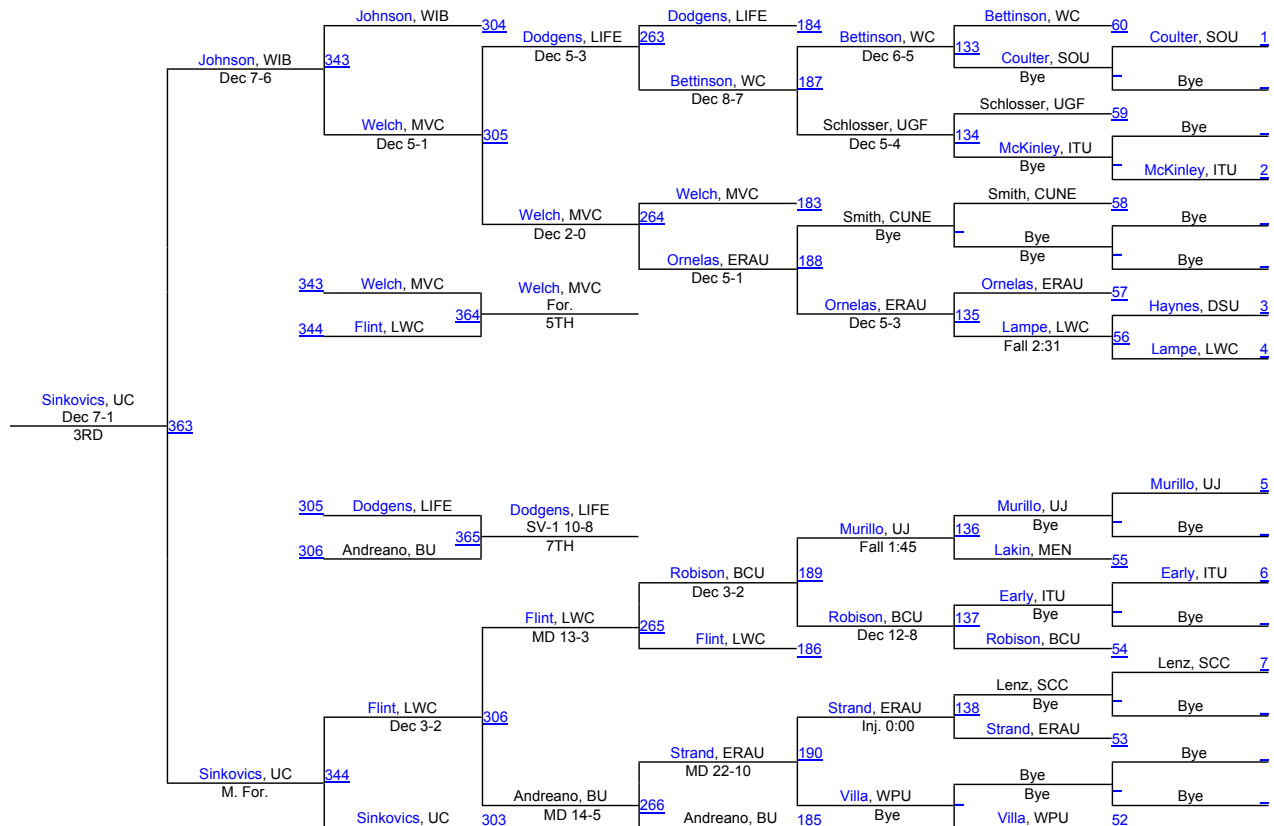 Johnson, WIB
304
Dodgens, LIFE
184
Bettinson, WC
60
Dodgens, LIFE
263
Bettinson, WC
133
Coulter, SOU
1
Dec 5-3
Dec 6-5
Johnson, WIB
343
Coulter, SOU
Dec 7-6
Bye
Bettinson, WC
187
Bye
Dec 8-7
Schlosser, UGF
59
Welch, MVC
305
Schlosser, UGF
134
Bye
Dec 5-1
Dec 5-4
McKinley, ITU
Bye
McKinley, ITU
2
Welch, MVC
183
Smith, CUNE
58
Welch, MVC
264
Smith, CUNE
Bye
Dec 2-0
Bye
Bye
Bye
Ornelas, ERAU
188
Bye
Dec 5-1
343
Welch, MVC
Welch, MVC
Ornelas, ERAU
57
For.
364
Ornelas, ERAU
135
Haynes, DSU
3
5TH
Dec 5-3
344
Flint, LWC
Lampe, LWC
56
Fall 2:31
Lampe, LWC
4
Sinkovics, UC
Dec 7-1
363
3RD
Murillo, UJ
5
305
Dodgens, LIFE
Dodgens, LIFE
Murillo, UJ
SV-1 10-8
Bye
365
Murillo, UJ
136
Bye
7TH
Fall 1:45
306
Andreano, BU
Lakin, MEN
55
Robison, BCU
189
Early, ITU
6
Dec 3-2
Early, ITU
Bye
Flint, LWC
265
Robison, BCU
137
Bye
MD 13-3
Dec 12-8
Flint, LWC
186
Robison, BCU
54
Lenz, SCC
7
Lenz, SCC
Bye
Flint, LWC
306
Strand, ERAU
138
Bye
Dec 3-2
Inj. 0:00
Strand, ERAU
53
Strand, ERAU
190
Bye
MD 22-10
Sinkovics, UC
344
Bye
M. For.
Bye
Andreano, BU
266
Villa, WPU
Bye
MD 14-5
Bye
Sinkovics, UC
303
Andreano, BU
185
Villa, WPU
52